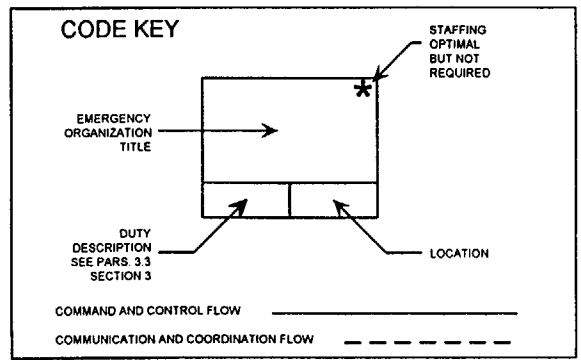 CODE KEY
STAFFING
OPTIMAL
BUT NOT
REQUIRED
*
EMERGENCY
ORGANIZATION
TITLE
DUTY
DESCRIPTION
SEE PARS. 3.3
SECTION 3
LOCATION
COMMAND AND CONTROL FLOW
COMMUNICATION AND COORDINATION FLOW